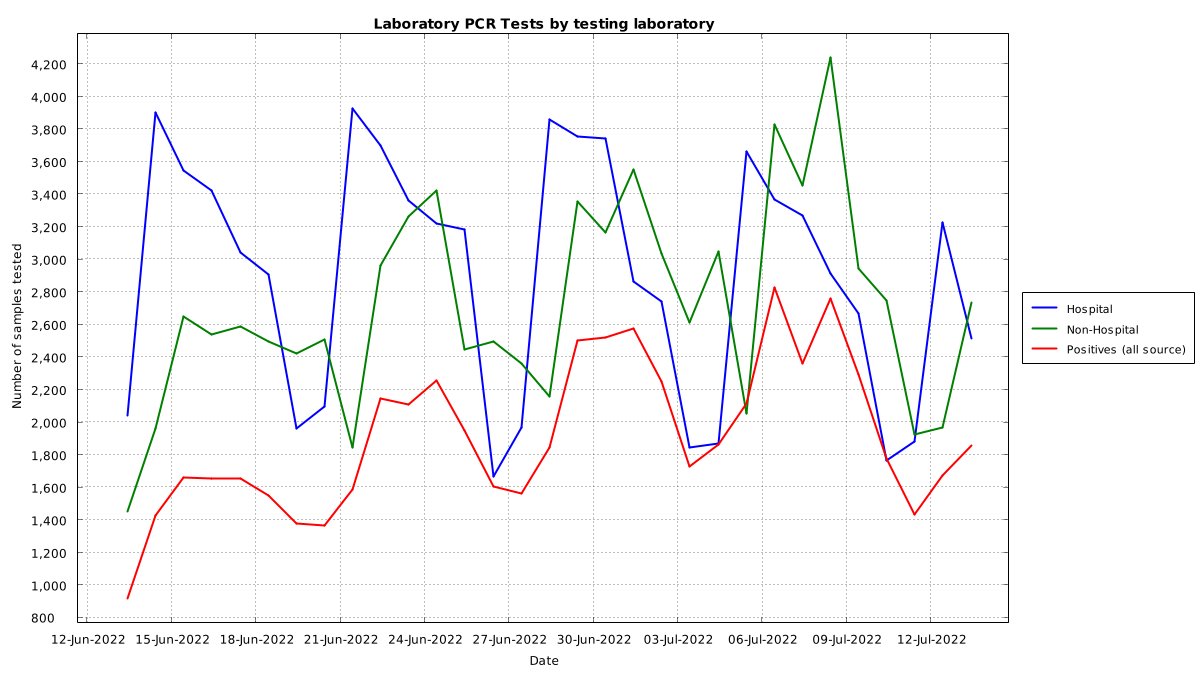 Laboratory PCR Tests by testing laboratory
4,200
4,000
3,800
3,600
3,400
3,200
3,000
2,800
2,600
2,400
2,200
2,000
1,800
1,600
1,400
1,200
1,000
800
Number of samples tested
12-Jun-2022 15-Jun-2022 18-Jun-2022 21-Jun-2022 24-Jun-2022 27-Jun-2022 30-Jun-2022 03-Jul-2022 06-Jul-2022 09-Jul-2022 12-Jul-2022
Date
Hospital
Non-Hospital
Positives (all source)